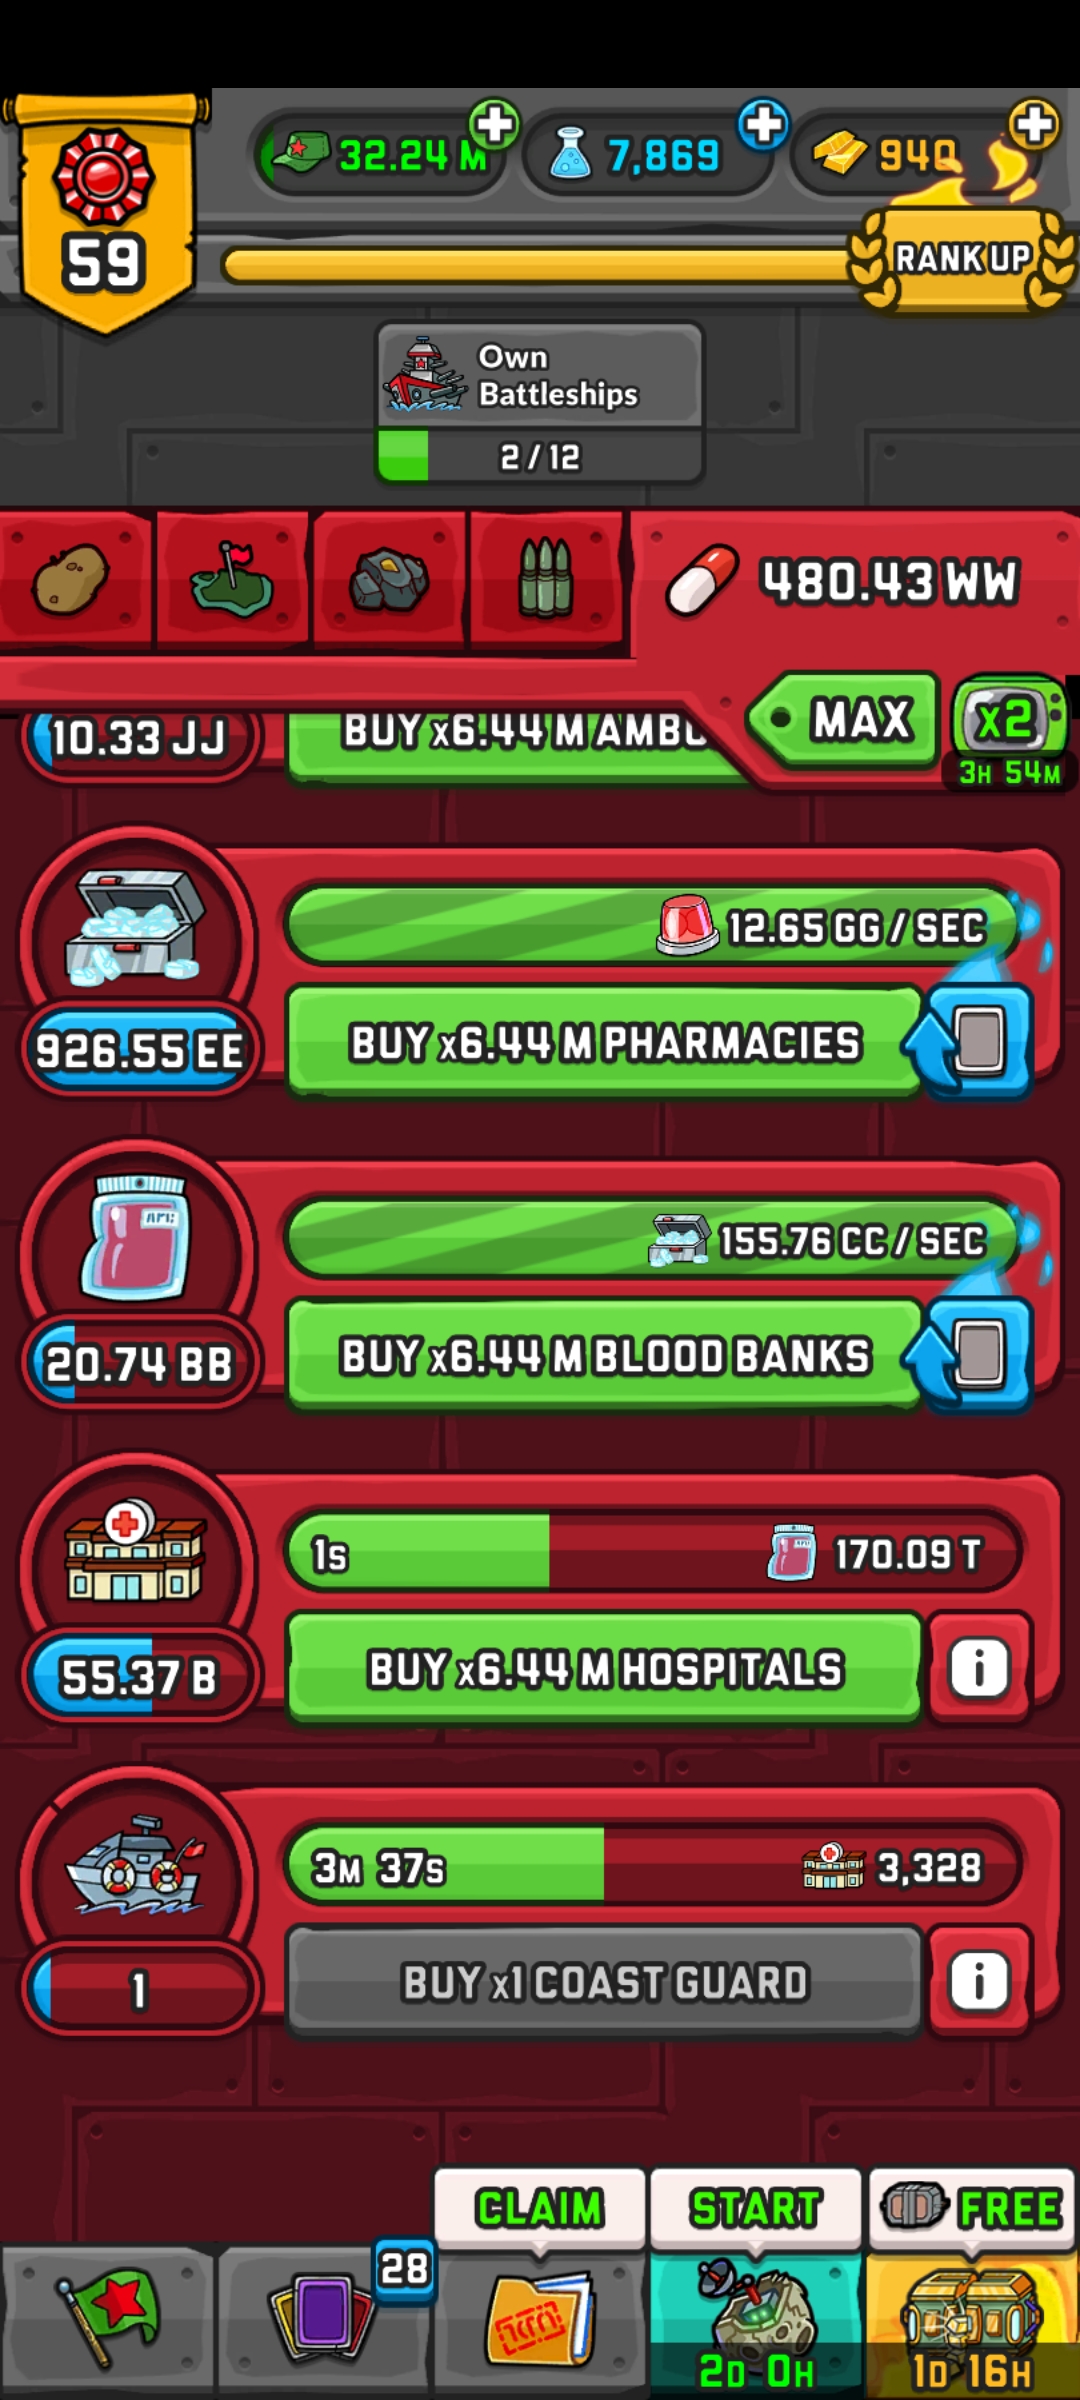 32.24 M
7,869
940
59
RANK UP
Own
Battleships
2 / 12
480.43 WW
MAX
x2
3H 54M
10.33 JJ
BUY x6.44 M AMBU
12.65 GG / SEC
926.55 EE
BUY x6.44 M PHARMACIES
155.76 CC / SEC
20.74 BB
BUY x6.44 M BLOOD BANKS
1S
170.09 T
55.37 B
BUY x6.44 M HOSPITALS
i
3M 37S
3,328
1
BUY x1 COAST GUARD
i
CLAIM
START
FREE
28
2D 0H
1D 16H